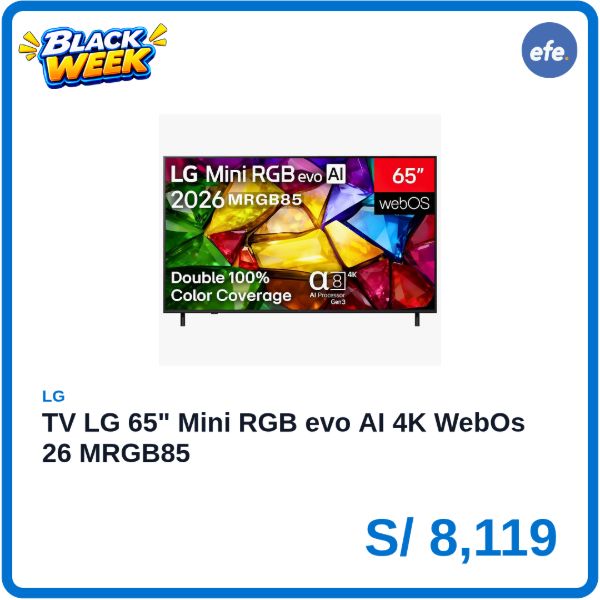 BLACK
WEEK
efe.
LG Mini RGB evo AI
65”
2026 MRGB85
webOS
Double 100%
Color Coverage
α 8 4K
AI Processor
Gen3
LG
TV LG 65" Mini RGB evo AI 4K WebOs
26 MRGB85
S/ 8,119